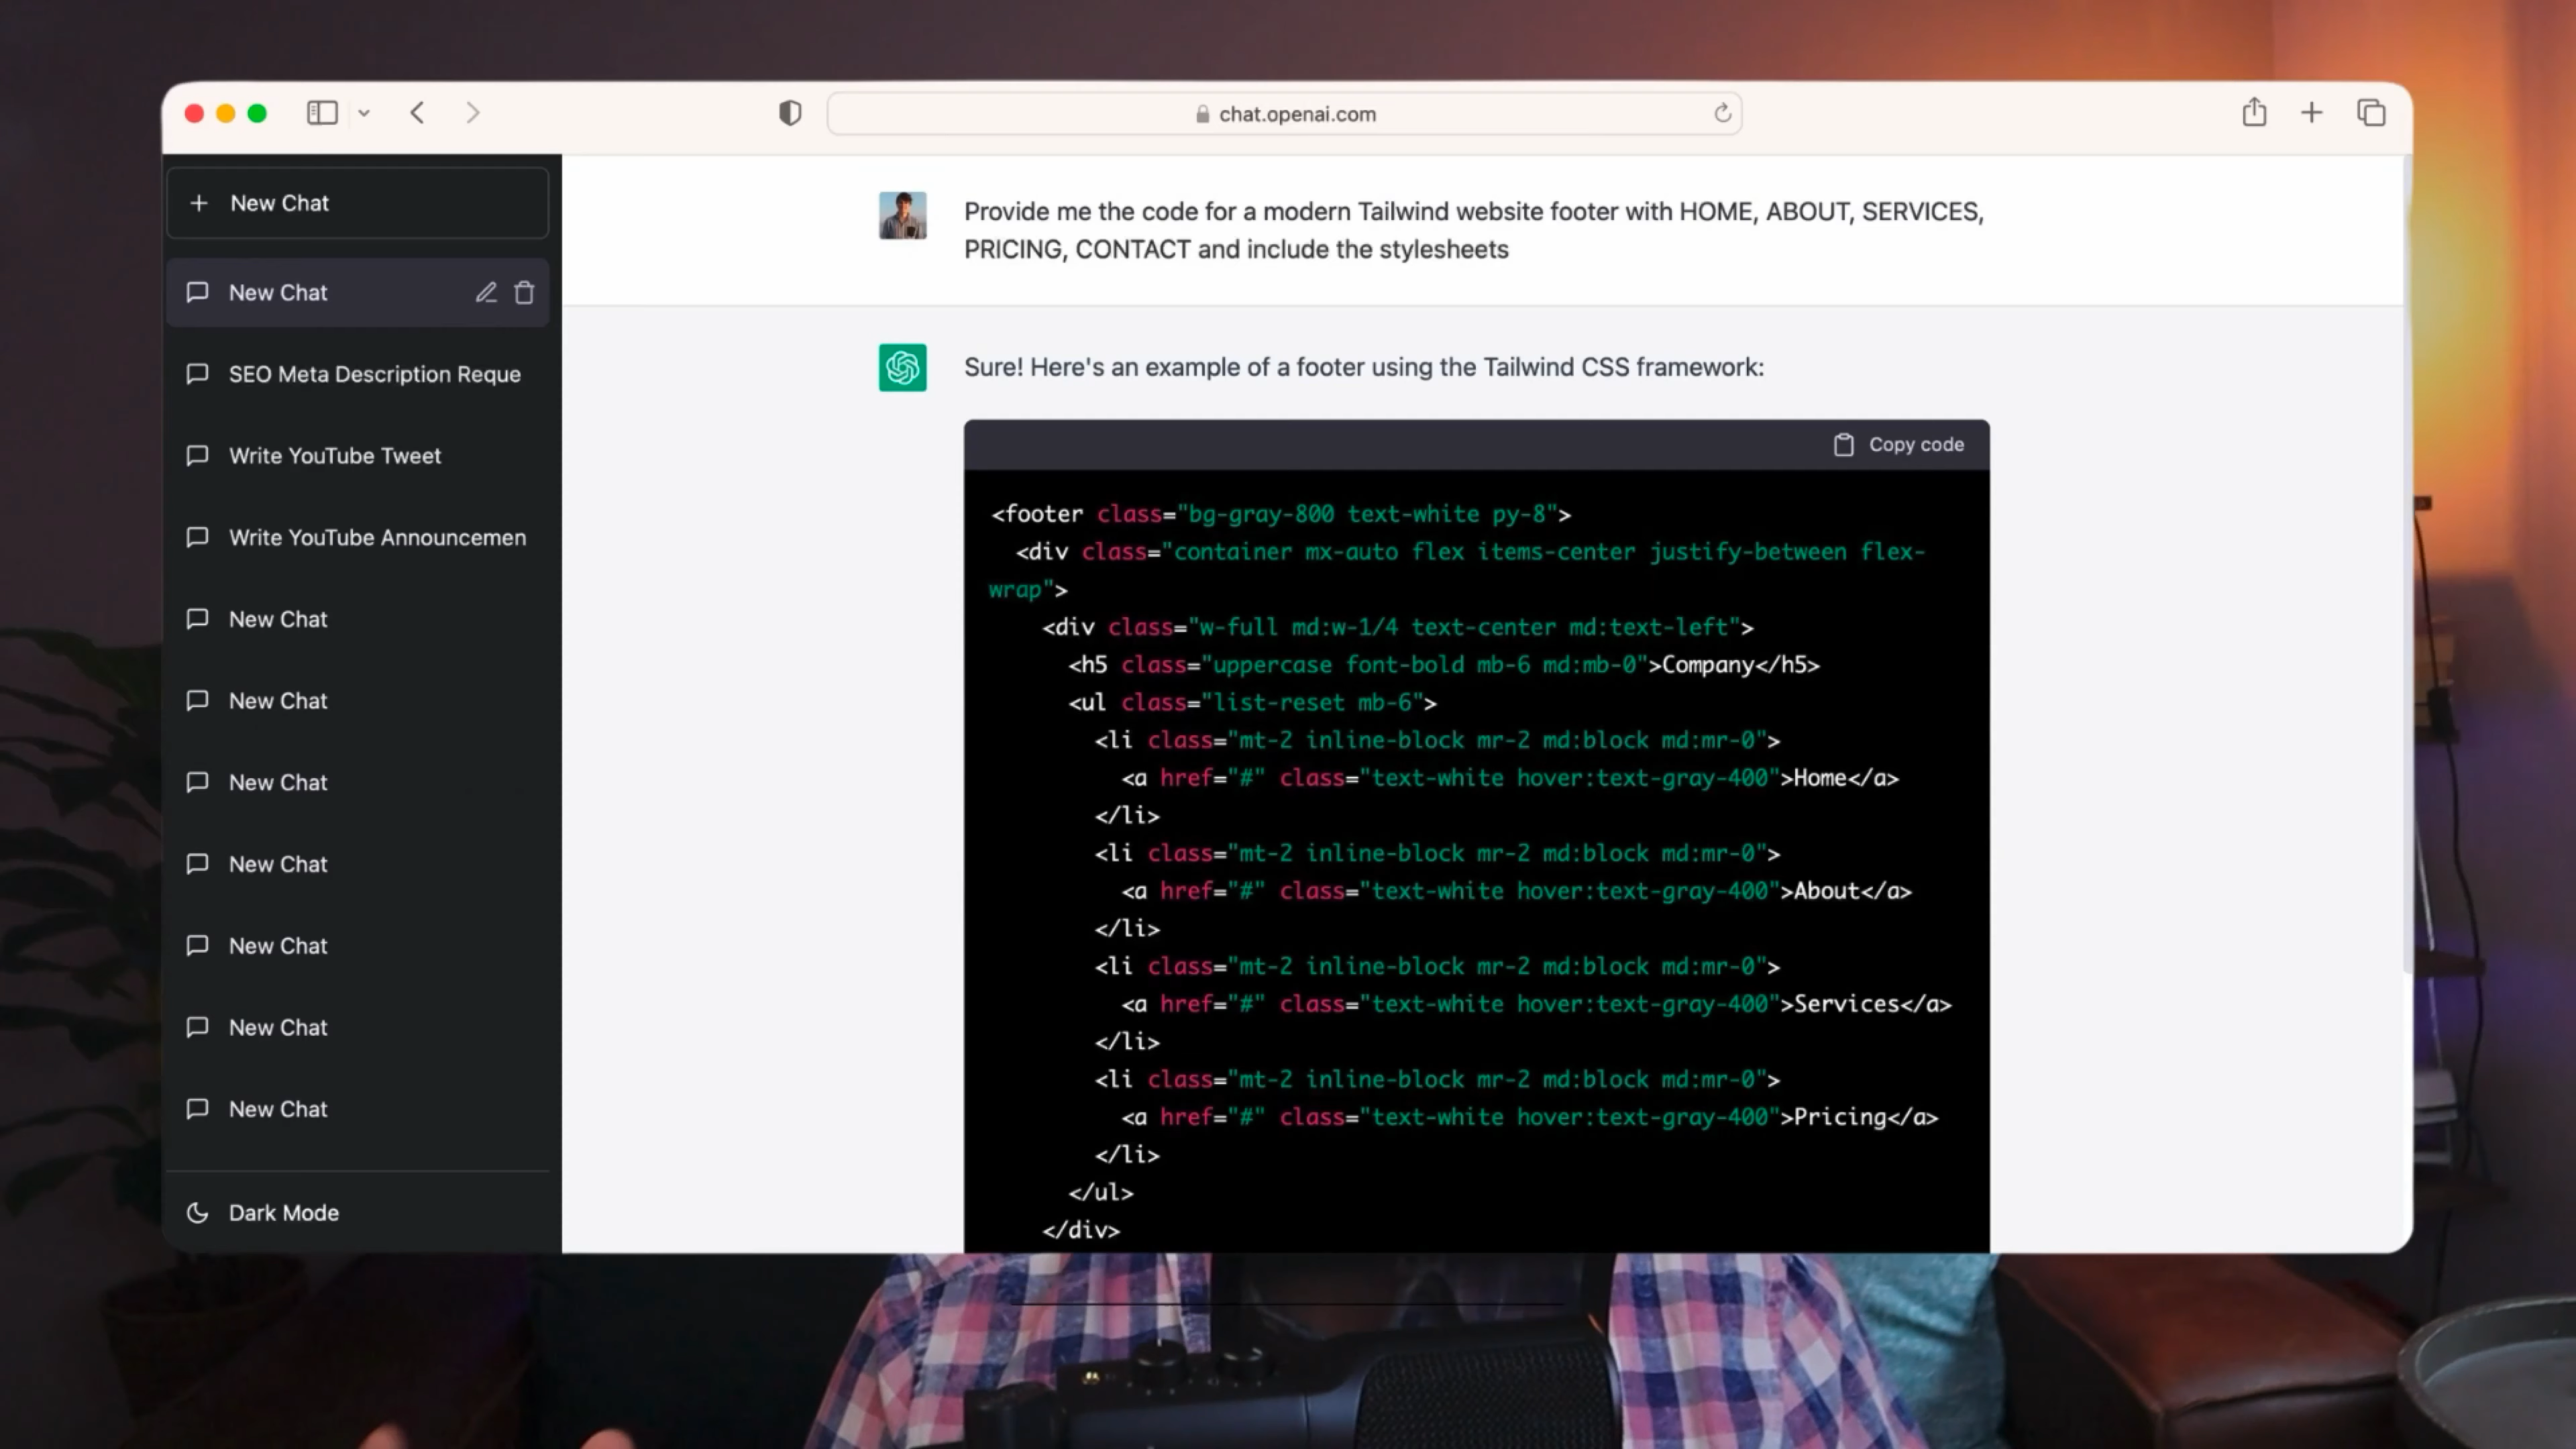 chat.openai.com
New Chat
New Chat
SEO Meta Description Reque
Write YouTube Tweet
Write YouTube Announcemen
New Chat
New Chat
New Chat
New Chat
New Chat
New Chat
New Chat
Dark Mode
Provide me the code for a modern Tailwind website footer with HOME, ABOUT, SERVICES,
PRICING, CONTACT and include the stylesheets
Sure! Here's an example of a footer using the Tailwind CSS framework:
Copy code
<footer class="bg-gray-800 text-white py-8">
<div class="container mx-auto flex items-center justify-between flex-
wrap">
<div class="w-full md:w-1/4 text-center md:text-left">
<h5 class="uppercase font-bold mb-6 md:mb-0">Company</h5>
<ul class="list-reset mb-6">
<li class="mt-2 inline-block mr-2 md:block md:mr-0">
<a href="#" class="text-white hover:text-gray-400">Home</a>
</li>
<li class="mt-2 inline-block mr-2 md:block md:mr-0">
<a href="#" class="text-white hover:text-gray-400">About</a>
</li>
<li class="mt-2 inline-block mr-2 md:block md:mr-0">
<a href="#" class="text-white hover:text-gray-400">Services</a>
</li>
<li class="mt-2 inline-block mr-2 md:block md:mr-0">
<a href="#" class="text-white hover:text-gray-400">Pricing</a>
</li>
</ul>
</div>